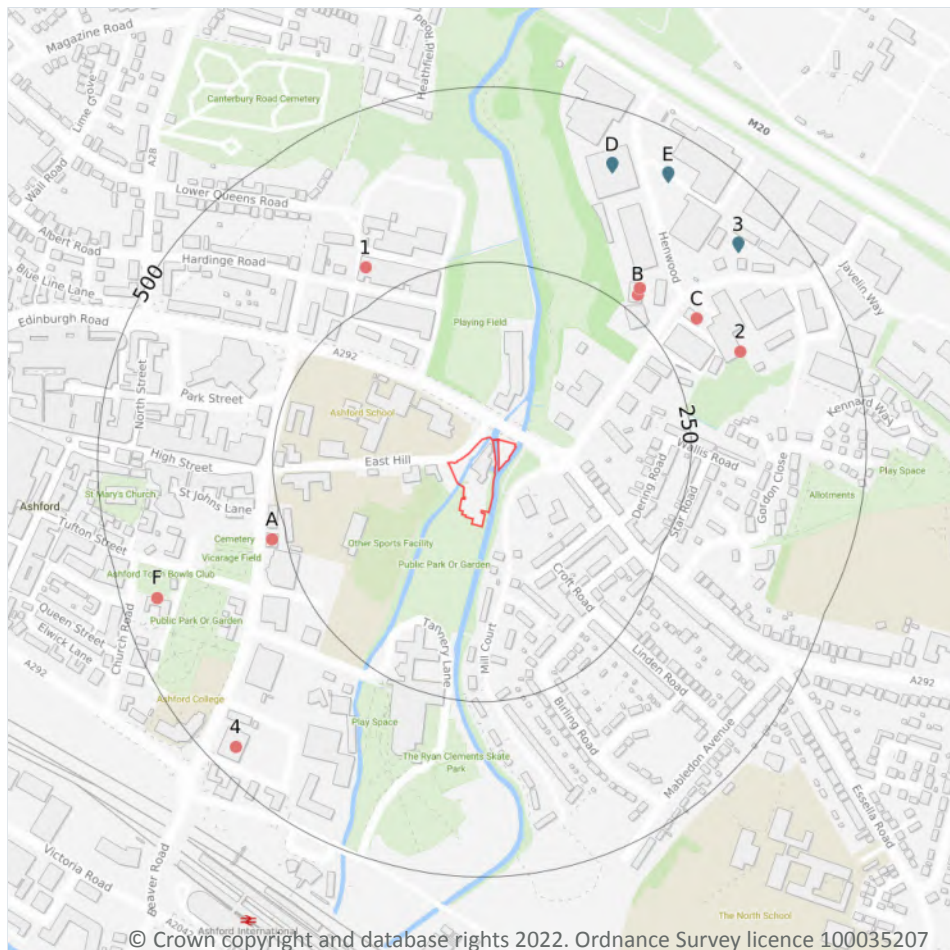 Magazine Road
Heathfield Road
Lime Grove
Canterbury Road Cemetery
M20
A28
D
E
Wall Road
Lower Queens Road
3
1
Henwood
Albert Road
Hardinge Road
Javelin Way
Blue Line Lane
500
B
C
Edinburgh Road
Playing Field
2
A292
North Street
Park Street
Kennard Way
Ashford School
250
High Street
East Hill
Wallis Road
Play Space
Dering Road
Gordon Close
St Mary's Church
St Johns Lane
Star Road
Allotments
Ashford
A
Tufton Street
Cemetery
Other Sports Facility
Vicarage Field
Public Park Or Garden
Ashford Town Bowls Club
F
Croft Road
Queen Street
Public Park Or Garden
Elwick Lane
Church Road
Tannery Lane
Mill Court
Linden Road
A292
A292
Ashford College
Play Space
Birling Road
4
The Ryan Clements Skate
Park
Mabledon Avenue
Essella Road
Victoria Road
Beaver Road
A2042
Ashford International
The North School
© Crown copyright and database rights 2022. Ordnance Survey licence 100035207